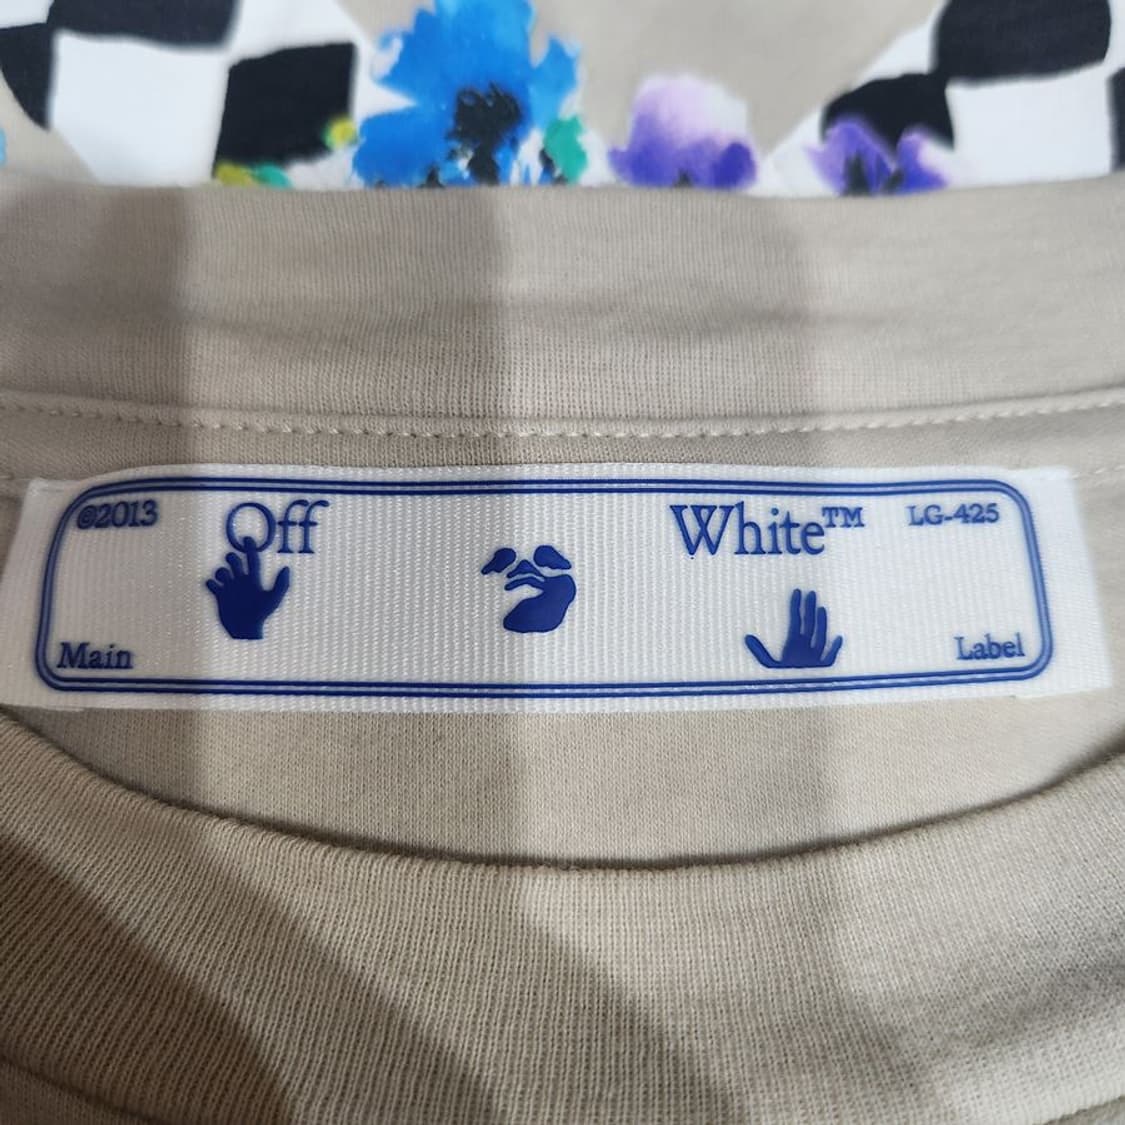 ©2013 Off White™ LG-425
Main Label